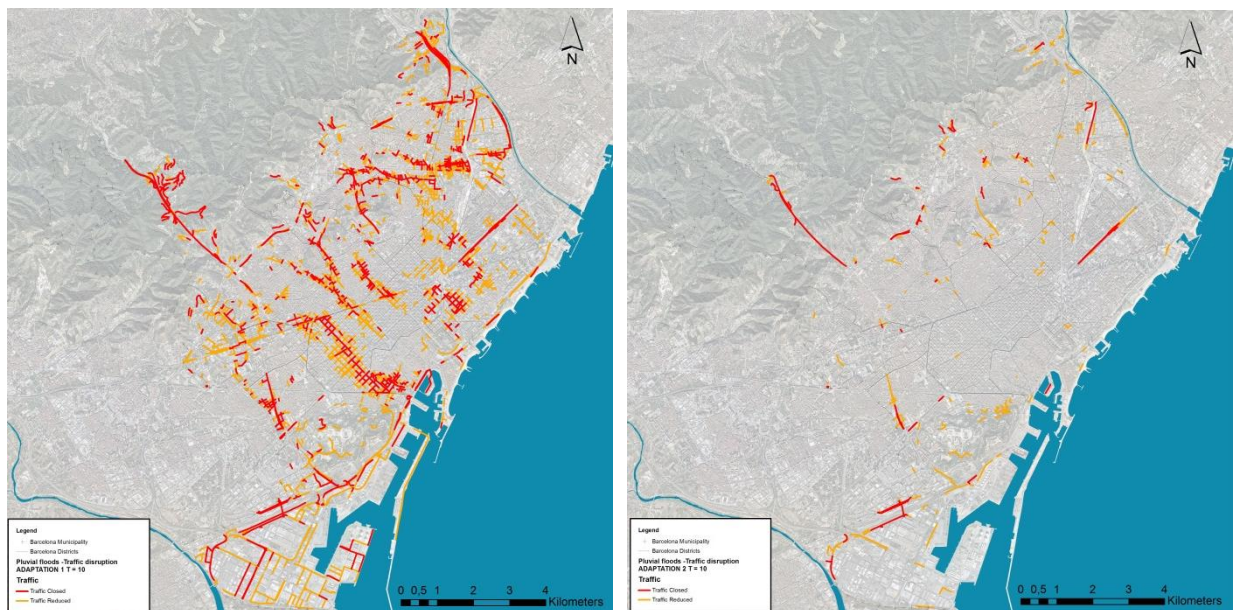 N
Legend
Barcelona Municipality
Barcelona Districts
Pluvial floods -Traffic disruption
ADAPTATION 1 T = 10
Traffic
Traffic Closed
Traffic Reduced
0 0,5 1 2 3 4
Kilometers
N
Legend
Barcelona Municipality
Barcelona Districts
Pluvial floods -Traffic disruption
ADAPTATION 2 T = 10
Traffic
Traffic Closed
Traffic Reduced
0 0,5 1 2 3 4
Kilometers